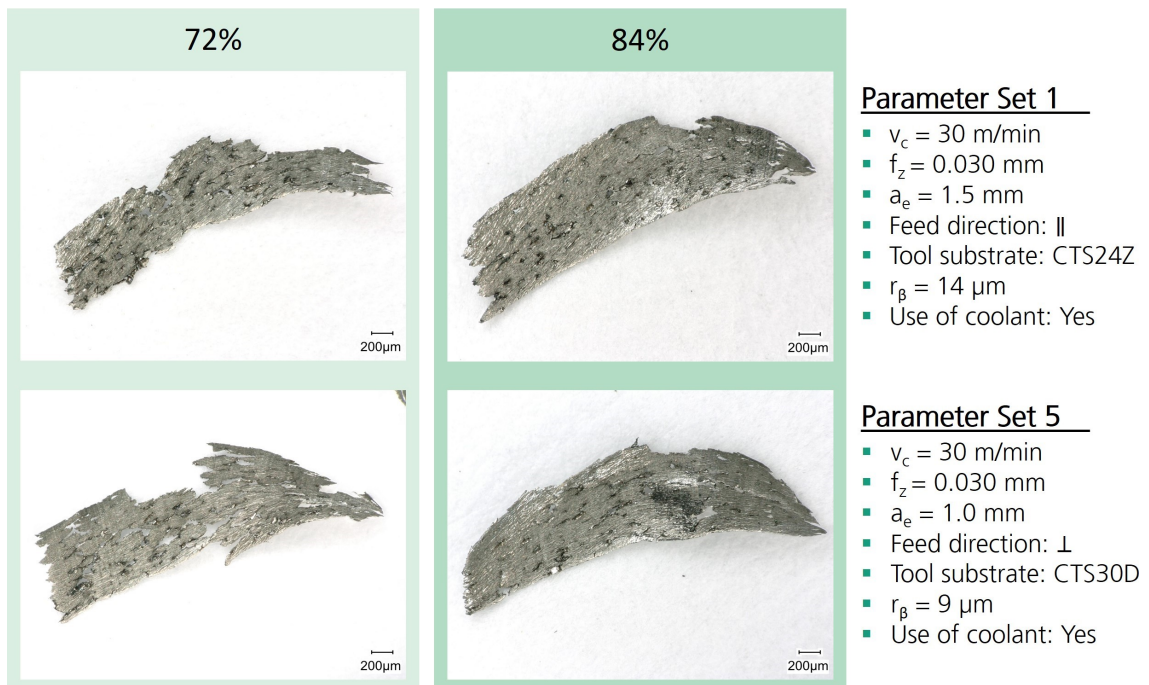 72%
84%
200µm
200µm
Parameter Set 1
▪ vc = 30 m/min
▪ fz = 0.030 mm
▪ ae = 1.5 mm
▪ Feed direction: ∥
▪ Tool substrate: CTS24Z
▪ rβ = 14 µm
▪ Use of coolant: Yes
200µm
200µm
Parameter Set 5
▪ vc = 30 m/min
▪ fz = 0.030 mm
▪ ae = 1.0 mm
▪ Feed direction: ⊥
▪ Tool substrate: CTS30D
▪ rβ = 9 µm
▪ Use of coolant: Yes